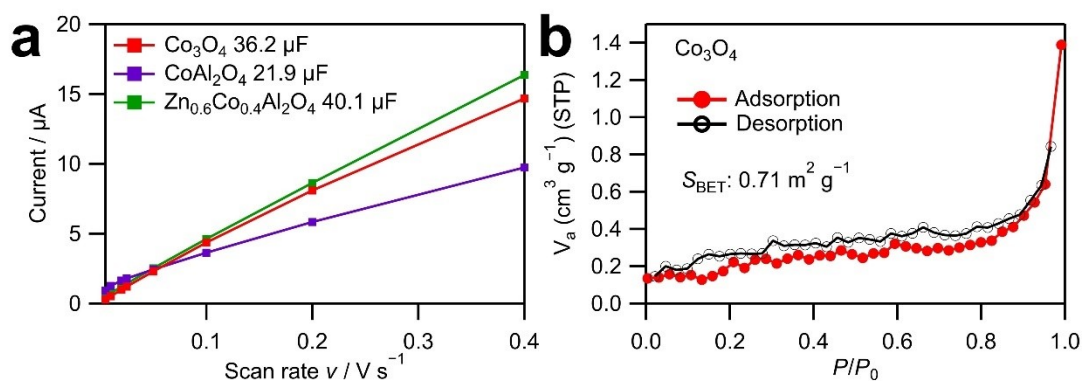 a
20
15
10
5
0
Current / µA
Co₃O₄ 36.2 µF
CoAl₂O₄ 21.9 µF
Zn₀.₆Co₀.₄Al₂O₄ 40.1 µF
0.1 0.2 0.3 0.4
Scan rate v / V s⁻¹
b
1.4
1.2
1.0
0.8
0.6
0.4
0.2
0.0
Vₐ (cm³ g⁻¹) (STP)
Co₃O₄
Adsorption
Desorption
S_BET: 0.71 m² g⁻¹
0.0 0.2 0.4 0.6 0.8 1.0
P/P₀